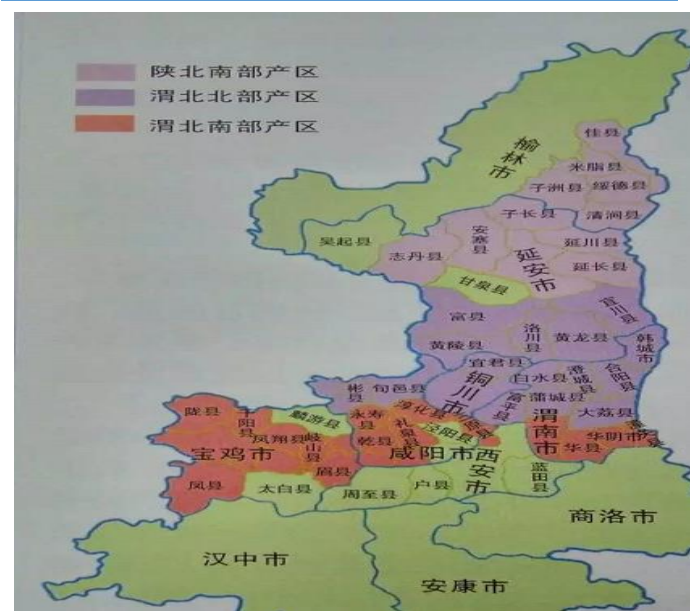 陕北南部产区
渭北北部产区
渭北南部产区
佳县
榆林市
米脂县
子洲县
绥德县
子长县
清涧县
吴起县
安塞县
延川县
志丹县
延安市
延长县
甘泉县
宜川县
富县
洛川县
黄龙县
韩城市
黄陵县
宜君县
铜川市
白水县
澄城县
合阳县
彬县
旬邑县
富平县
蒲城县
大荔县
陇县
千阳县
麟游县
永寿县
淳化县
礼泉县
泾阳县
渭南市
凤翔县
岐山县
乾县
华阴市
宝鸡市
咸阳市
西安市
华县
眉县
蓝田县
凤县
太白县
周至县
户县
商洛市
汉中市
安康市